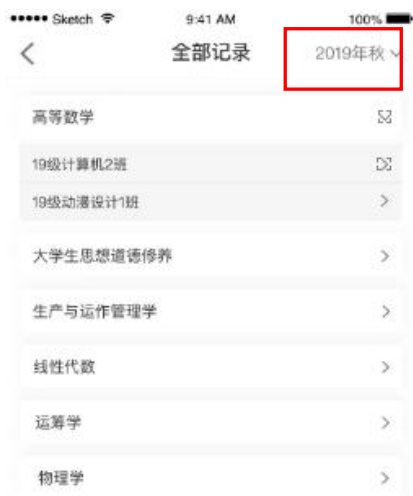 Sketch 9:41 AM 100%
全部记录 2019年秋
高等数学
19级计算机2班
19级动漫设计1班
大学生思想道德修养
生产与运作管理学
线性代数
运筹学
物理学